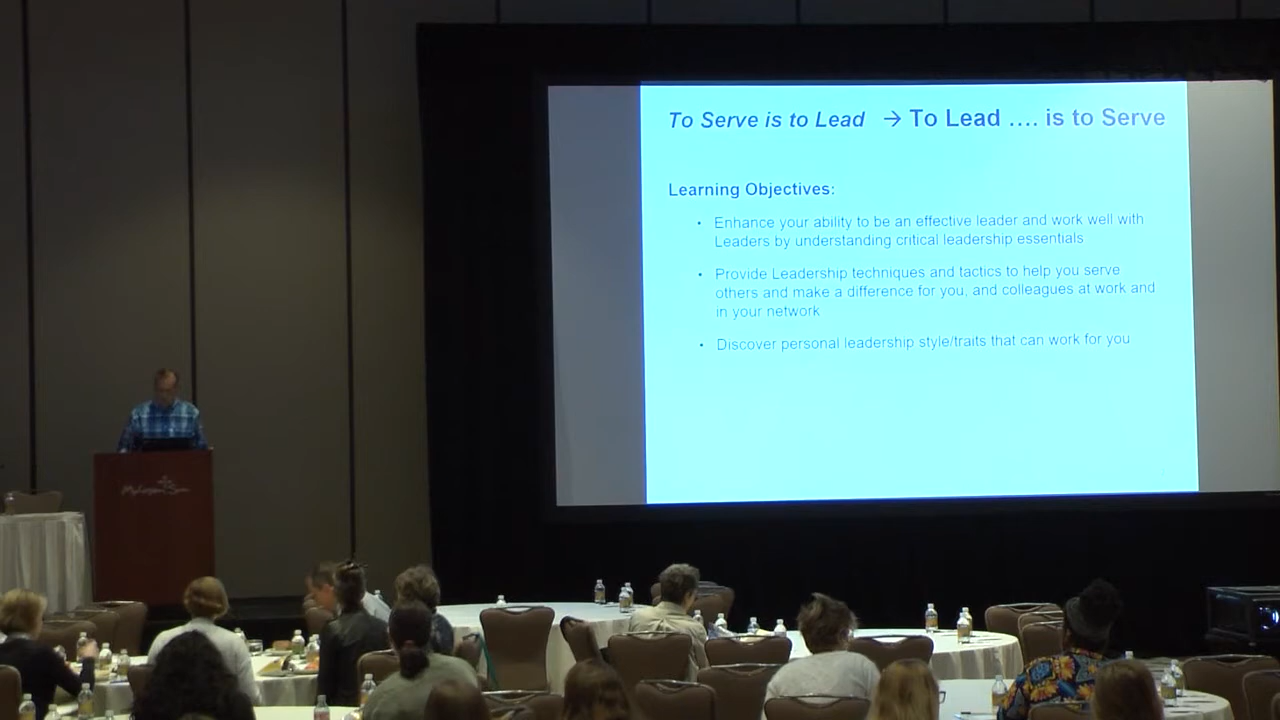 To Serve is to Lead → To Lead .... is to Serve
Learning Objectives:
• Enhance your ability to be an effective leader and work well with
Leaders by understanding critical leadership essentials
• Provide Leadership techniques and tactics to help you serve
others and make a difference for you, and colleagues at work and
in your network
• Discover personal leadership style/traits that can work for you
Mohegan Sun